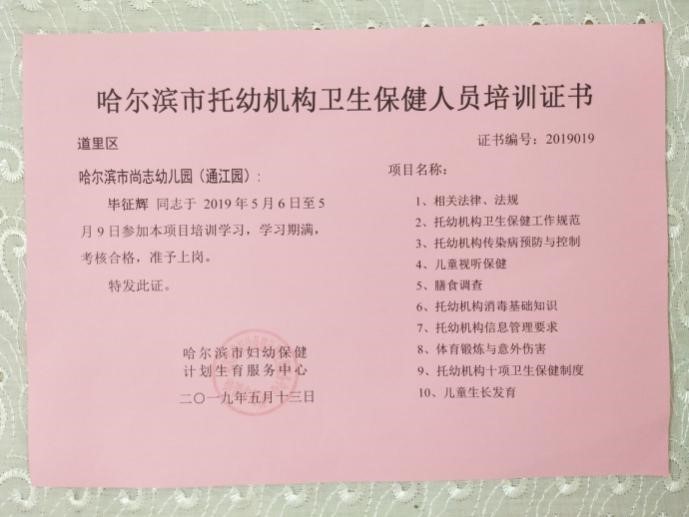 哈尔滨市托幼机构卫生保健人员培训证书
道里区
证书编号：2019019
哈尔滨市尚志幼儿园（通江园）：
毕征辉 同志于 2019 年 5 月 6 日至 5
月 9 日参加本项目培训学习，学习期满，
考核合格，准予上岗。
特发此证。
哈尔滨市妇幼保健
计划生育服务中心
二〇一九年五月十三日
项目名称：
1、相关法律、法规
2、托幼机构卫生保健工作规范
3、托幼机构传染病预防与控制
4、儿童视听保健
5、膳食调查
6、托幼机构消毒基础知识
7、托幼机构信息管理要求
8、体育锻炼与意外伤害
9、托幼机构十项卫生保健制度
10、儿童生长发育